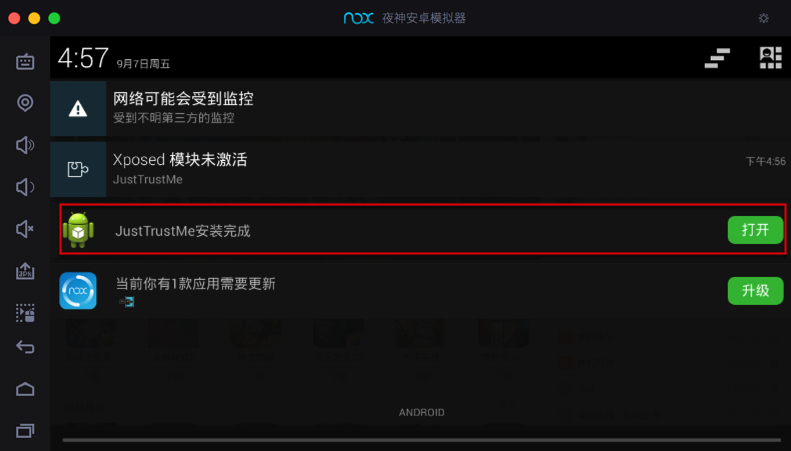 nox 夜神安卓模拟器
4:57 9月7日周五
网络可能会受到监控
受到不明第三方的监控
Xposed 模块未激活
下午4:56
JustTrustMe
JustTrustMe安装完成
打开
当前你有1款应用需要更新
升级
ANDROID